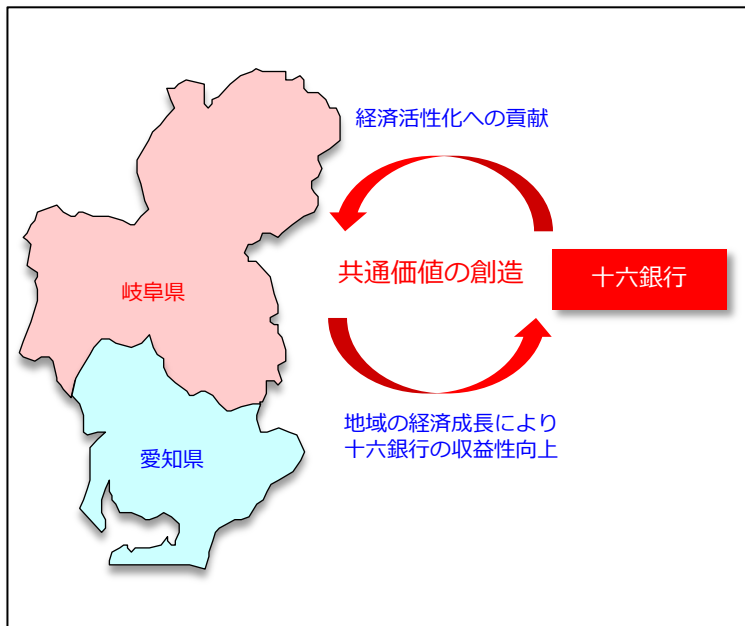 経済活性化への貢献
共通価値の創造
十六銀行
岐阜県
地域の経済成長により
十六銀行の収益性向上
愛知県